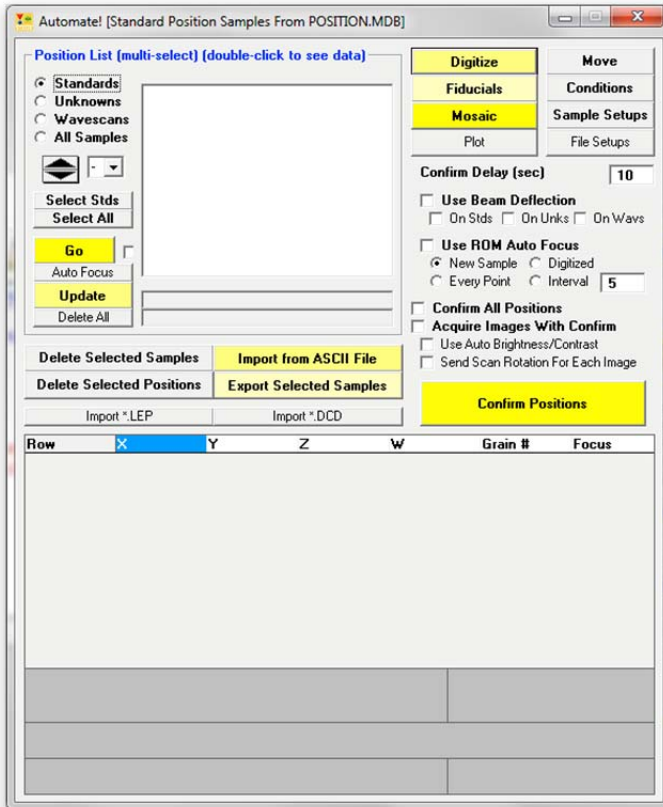 Automate! [Standard Position Samples From POSITION.MDB]
Position List (multi-select) (double-click to see data)
Standards
Unknowns
Wavescans
All Samples
-
Select Stds
Select All
Go
Auto Focus
Update
Delete All
Digitize
Move
Fiducials
Conditions
Mosaic
Sample Setups
Plot
File Setups
Confirm Delay (sec)
10
Use Beam Deflection
On Stds On Unks On Wavs
Use ROM Auto Focus
New Sample Digitized
Every Point Interval 5
Confirm All Positions
Acquire Images With Confirm
Use Auto Brightness/Contrast
Send Scan Rotation For Each Image
Delete Selected Samples
Import from ASCII File
Delete Selected Positions
Export Selected Samples
Import *.LEP
Import *.DCD
Confirm Positions
Row X Y Z W Grain # Focus